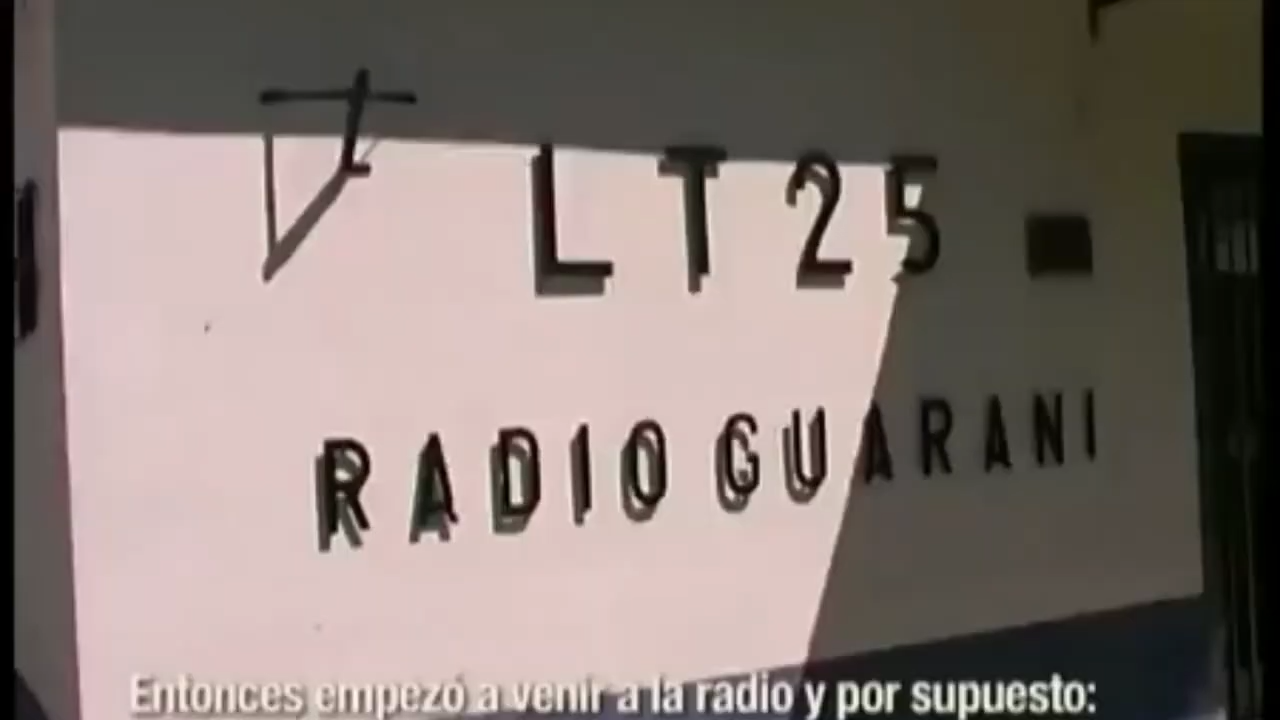 LT25
RADIO GUARANI
Entonces empezó a venir a la radio y por supuesto: